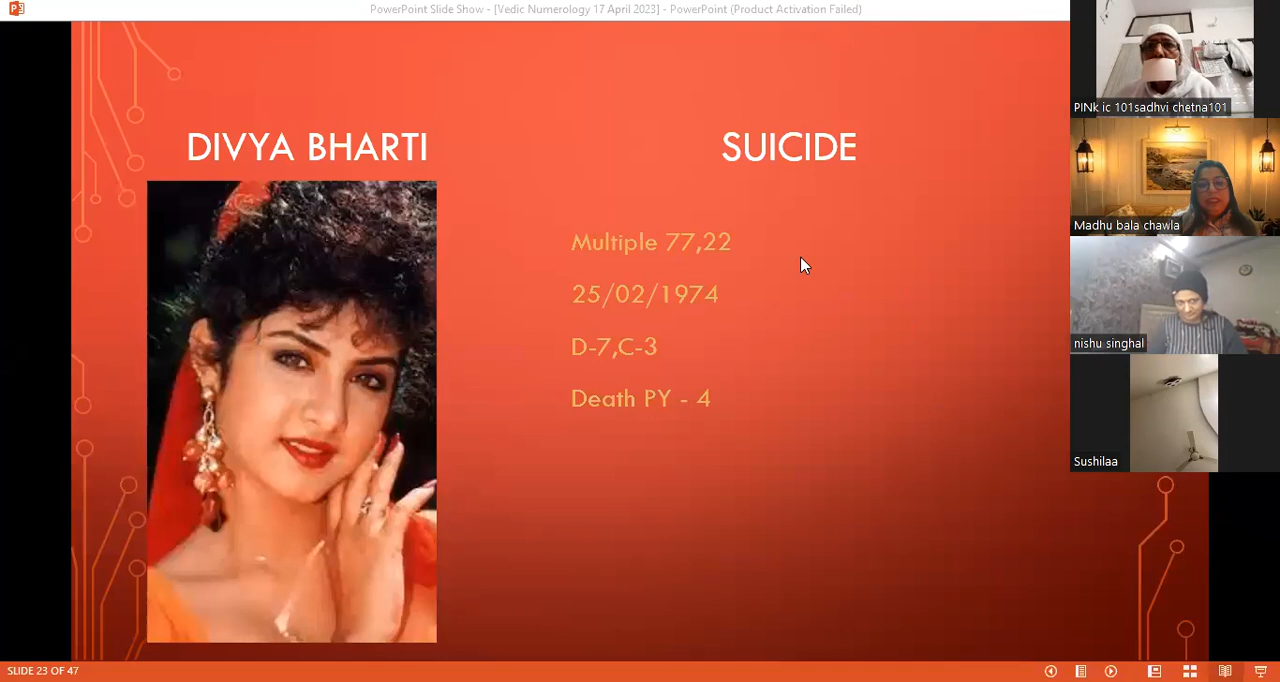 PowerPoint Slide Show - [Vedic Numerology 17 April 2023] - PowerPoint (Product Activation Failed)
DIVYA BHARTI
SUICIDE
Multiple 77,22
25/02/1974
D-7,C-3
Death PY - 4
PINk ic 101sadhvi chetna101
Madhu bala chawla
nishu singhal
Sushilaa
SLIDE 23 OF 47